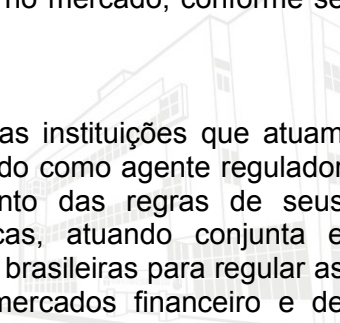 no mercado, conforme se
as instituições que atuam
do como agente regulador
nto das regras de seus
cas, atuando conjunta e
brasileiras para regular as
mercados financeiro e de